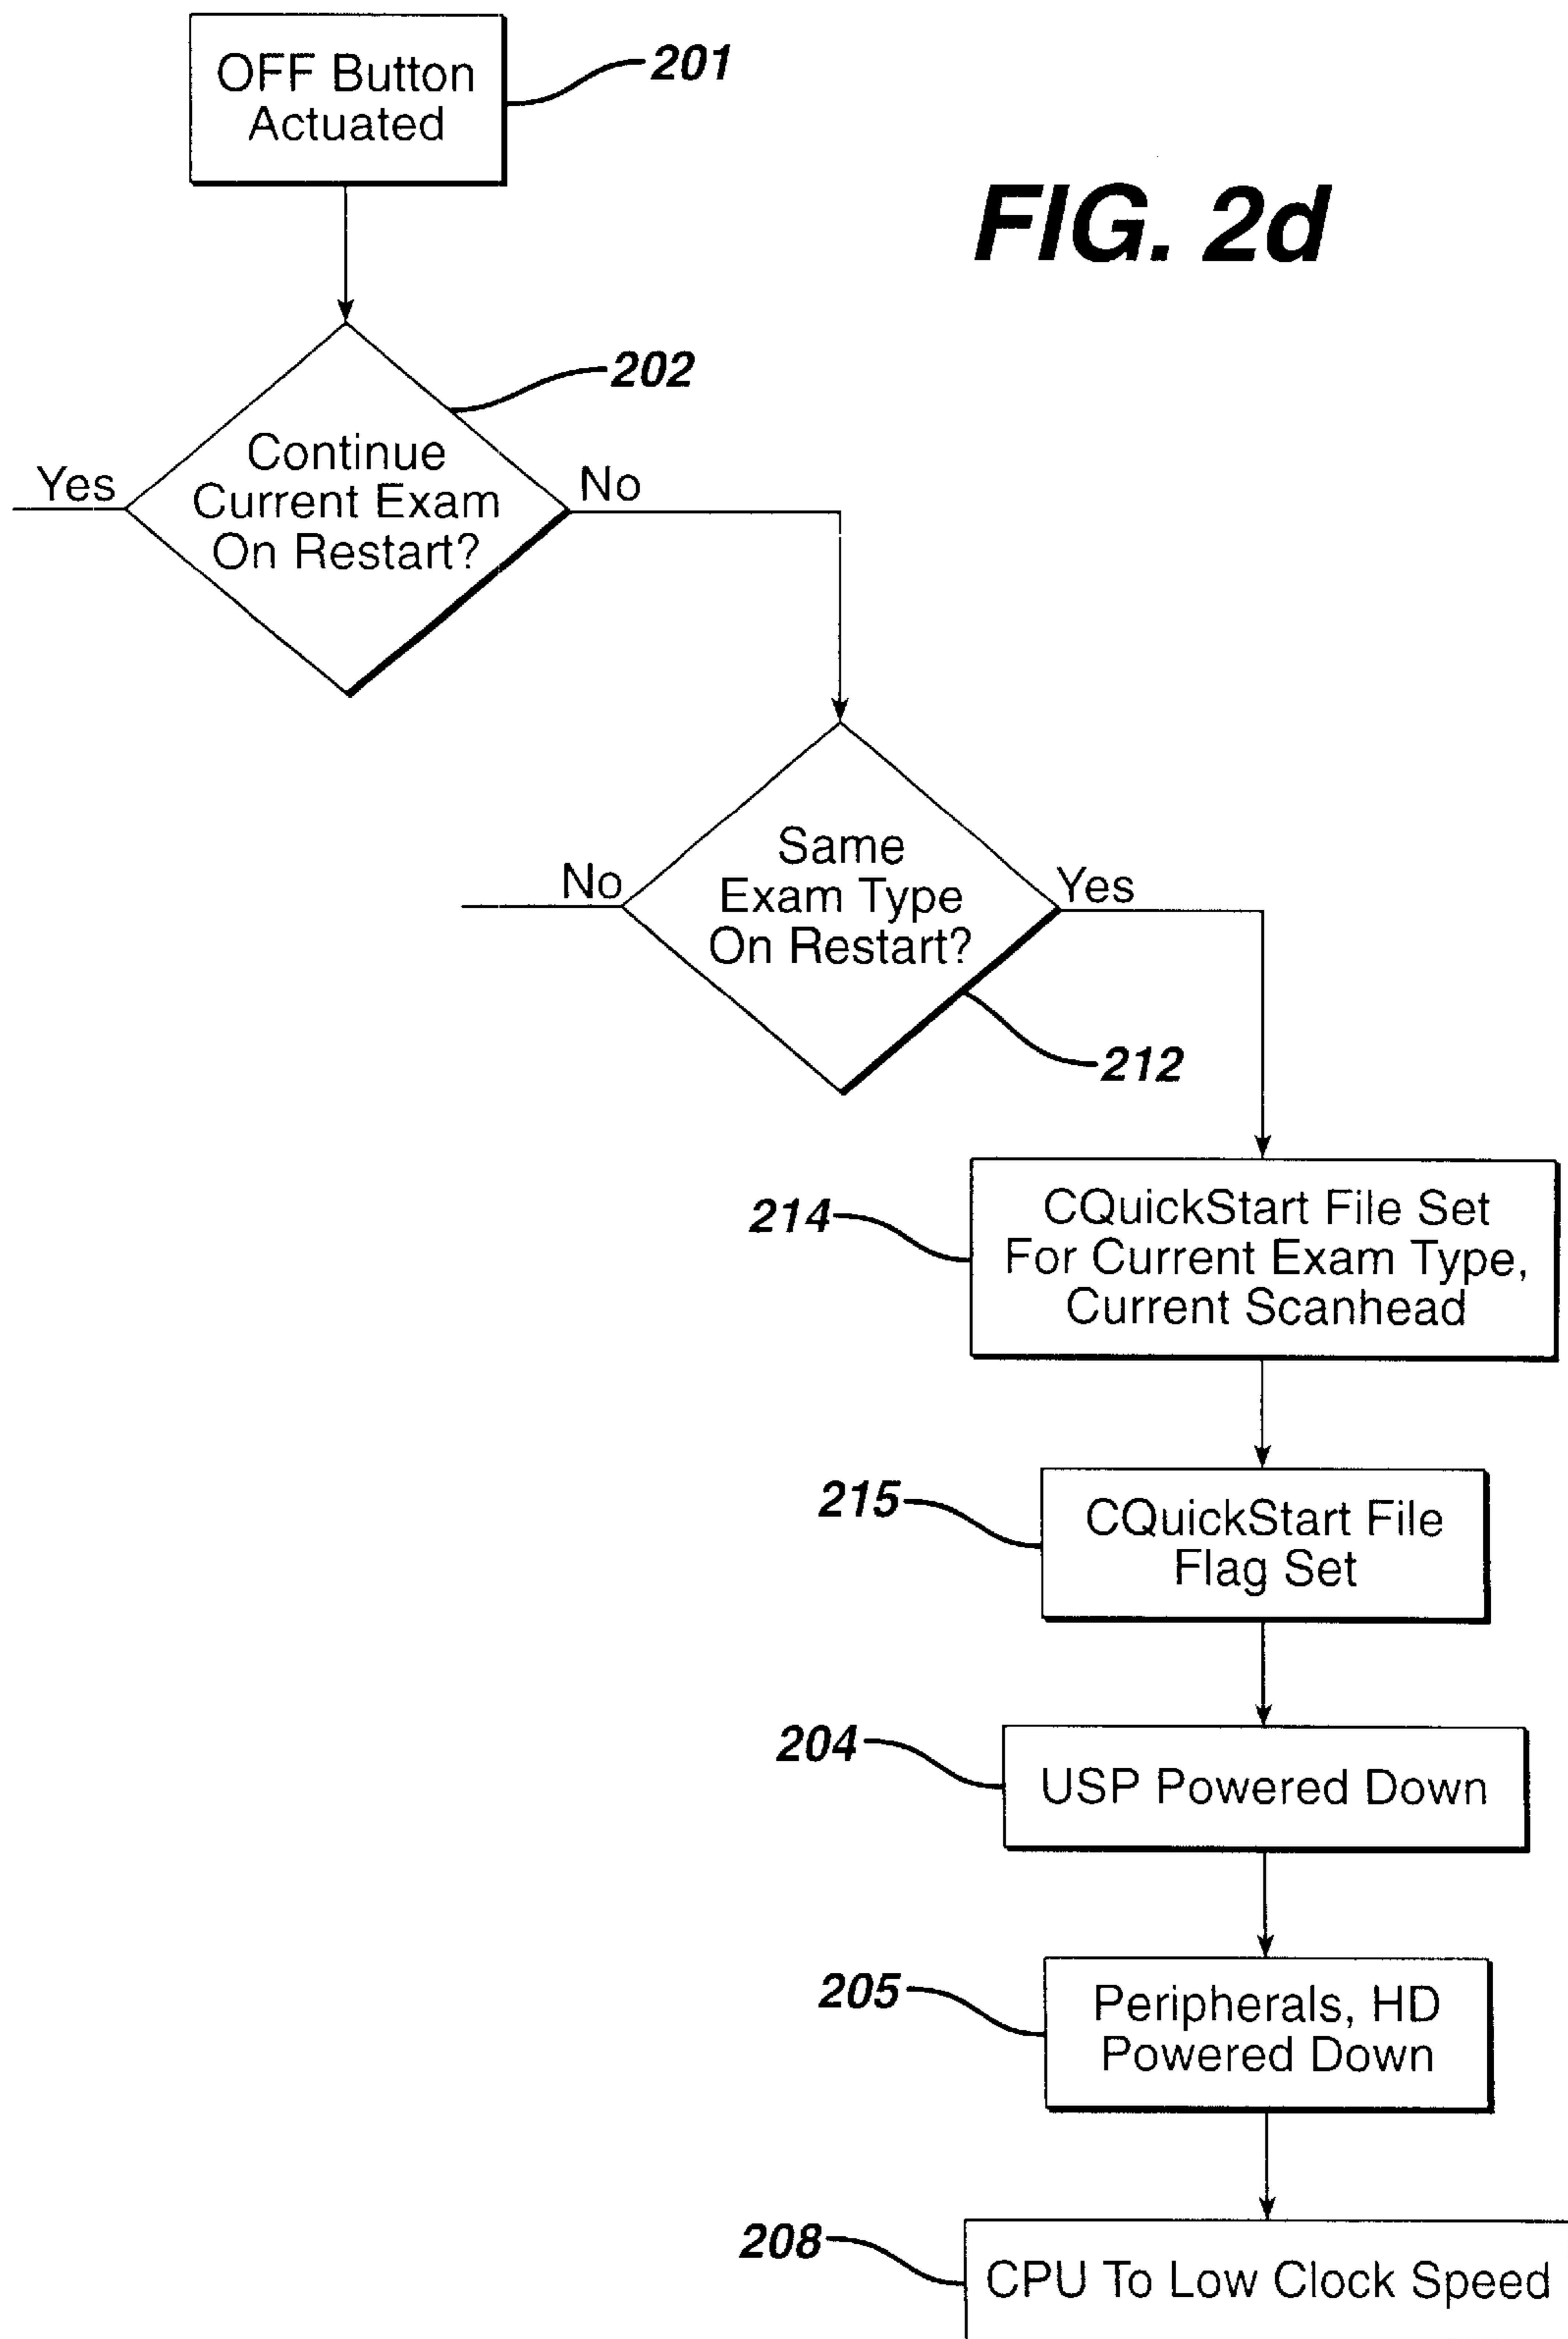 OFF Button
Actuated
201
FIG. 2d
202
Continue
Current Exam
On Restart?
Yes
No
Same
Exam Type
On Restart?
No
Yes
212
214
CQuickStart File Set
For Current Exam Type,
Current Scanhead
215
CQuickStart File
Flag Set
204
USP Powered Down
205
Peripherals, HD
Powered Down
208
CPU To Low Clock Speed